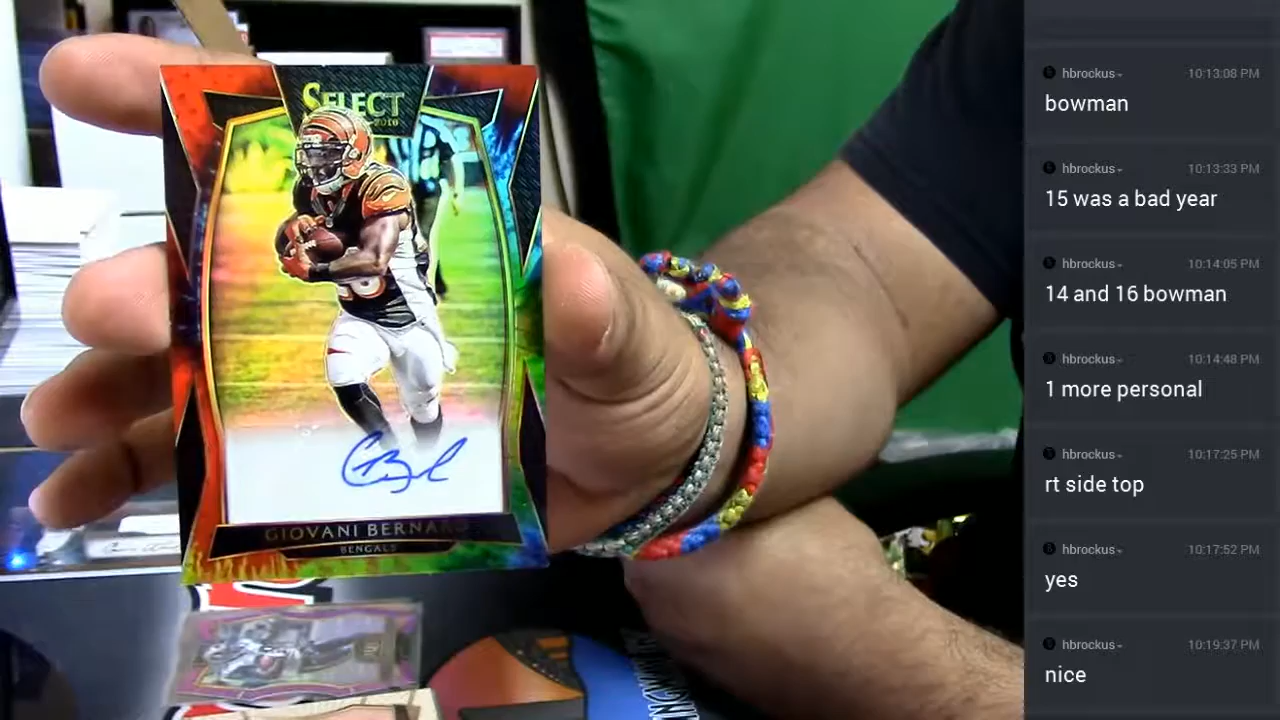 SELECT
2016
GIOVANI BERNARD
BENGALS
hbrockus
10:13:08 PM
bowman
hbrockus
10:13:33 PM
15 was a bad year
hbrockus
10:14:05 PM
14 and 16 bowman
hbrockus
10:14:48 PM
1 more personal
hbrockus
10:17:25 PM
rt side top
hbrockus
10:17:52 PM
yes
hbrockus
10:19:37 PM
nice